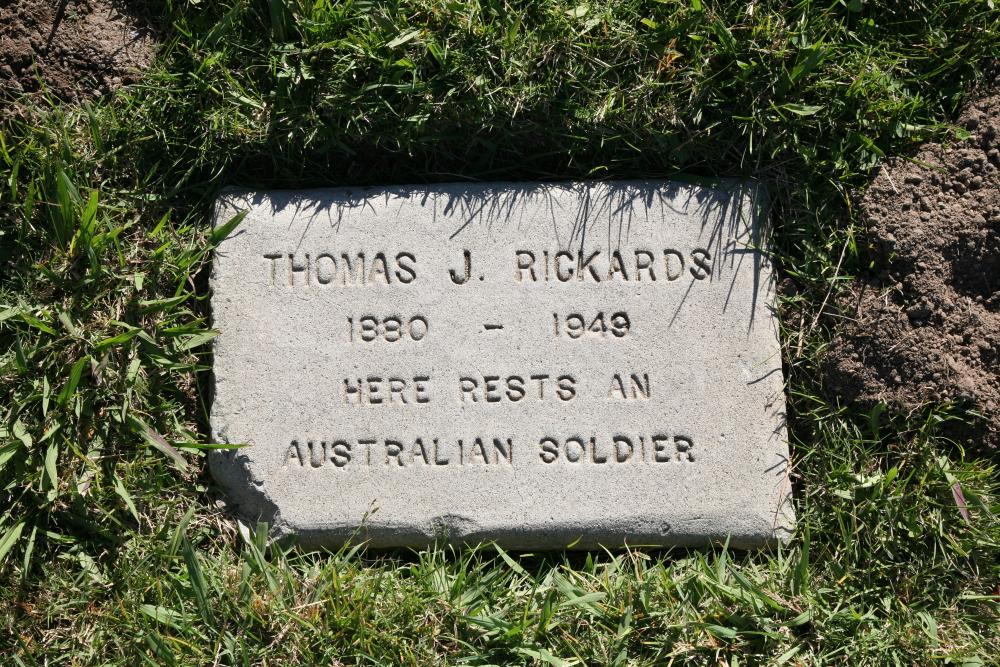 THOMAS J. RICKARDS
1880 - 1949
HERE RESTS AN
AUSTRALIAN SOLDIER